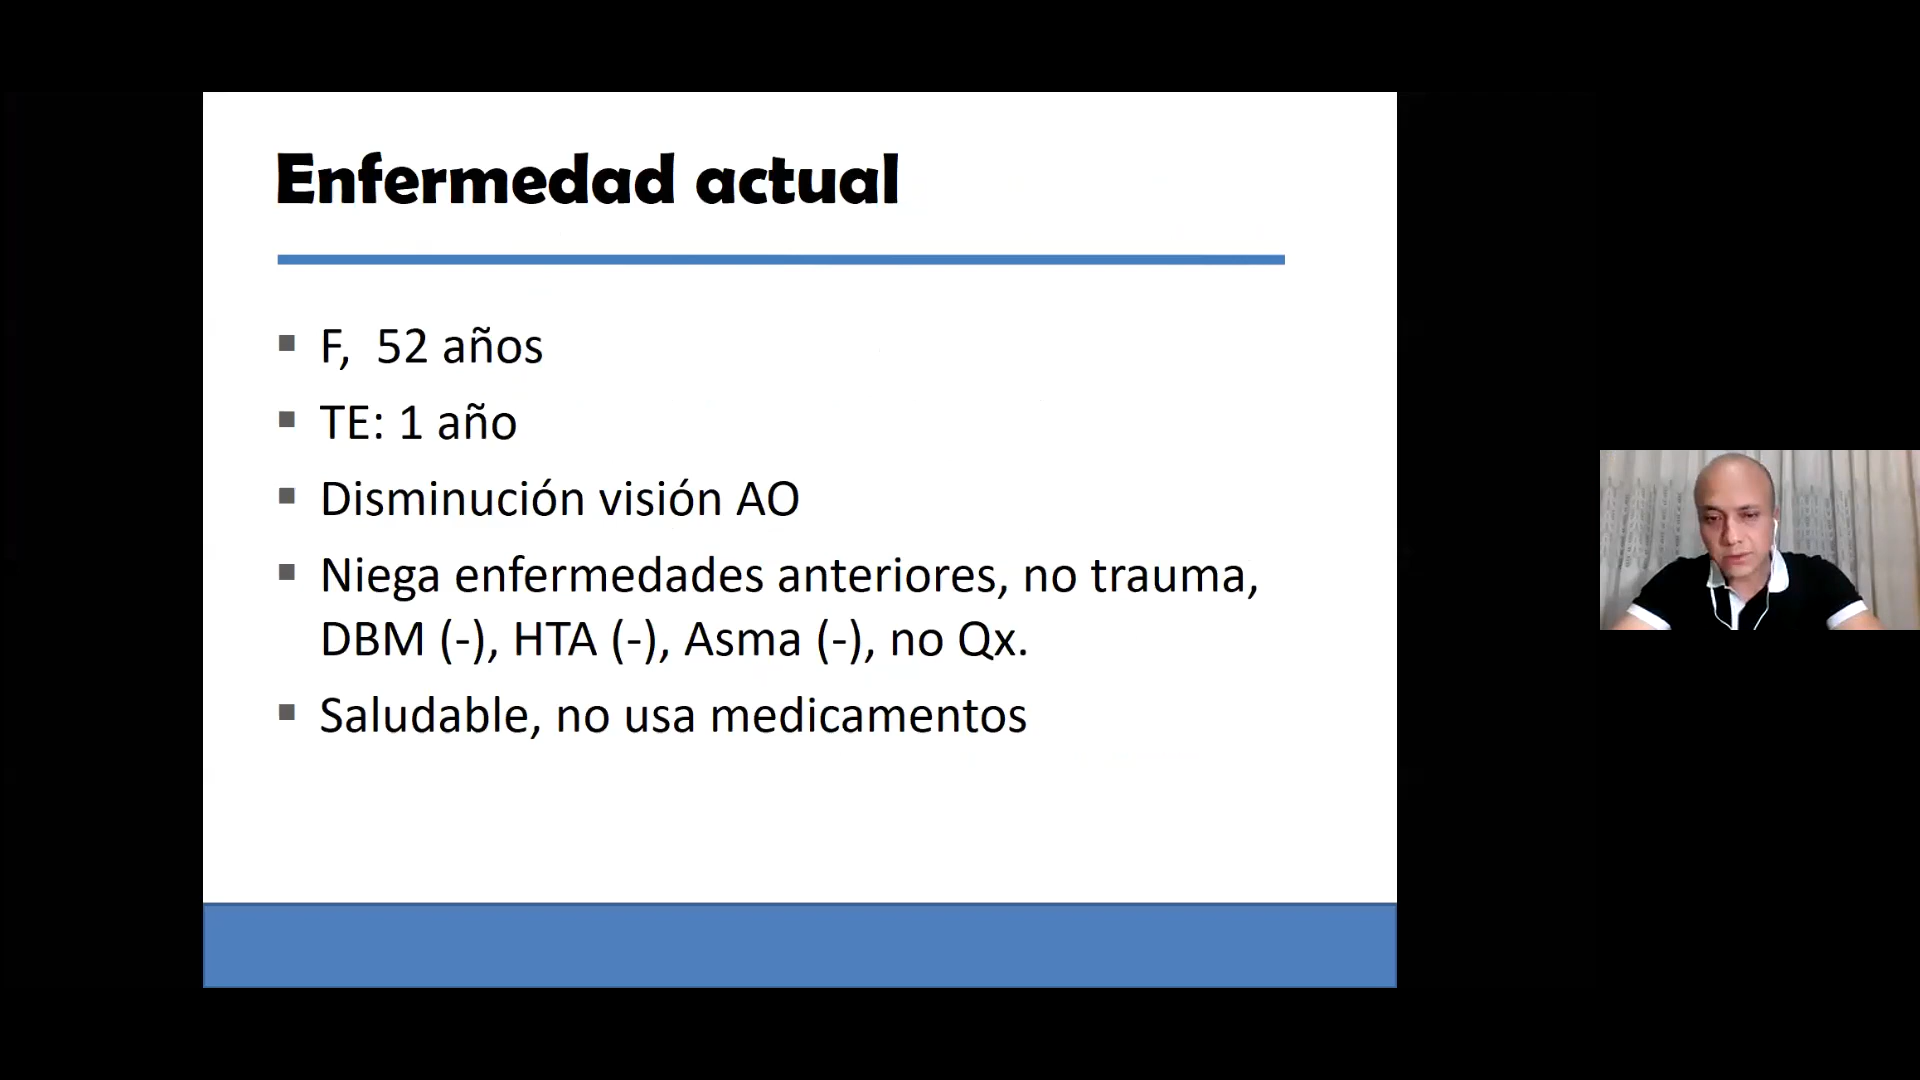 Enfermedad actual
F, 52 años
TE: 1 año
Disminución visión AO
Niega enfermedades anteriores, no trauma,
DBM (-), HTA (-), Asma (-), no Qx.
Saludable, no usa medicamentos